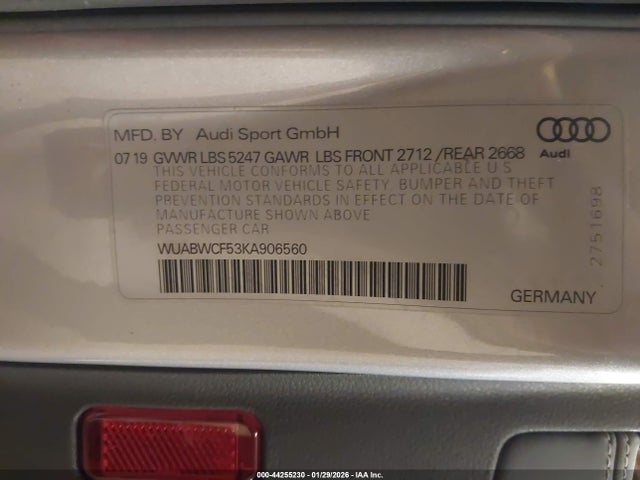 MFD. BY Audi Sport GmbH
07 19 GVWR LBS 5247 GAWR LBS FRONT 2712 /REAR 2668
Audi
THIS VEHICLE CONFORMS TO ALL APPLICABLE U S
FEDERAL MOTOR VEHICLE SAFETY, BUMPER AND THEFT
PREVENTION STANDARDS IN EFFECT ON THE DATE OF
MANUFACTURE SHOWN ABOVE
PASSENGER CAR
WUABWCF53KA906560
2751698
GERMANY
000-44255230 - 01/29/2026 - IAA Inc.